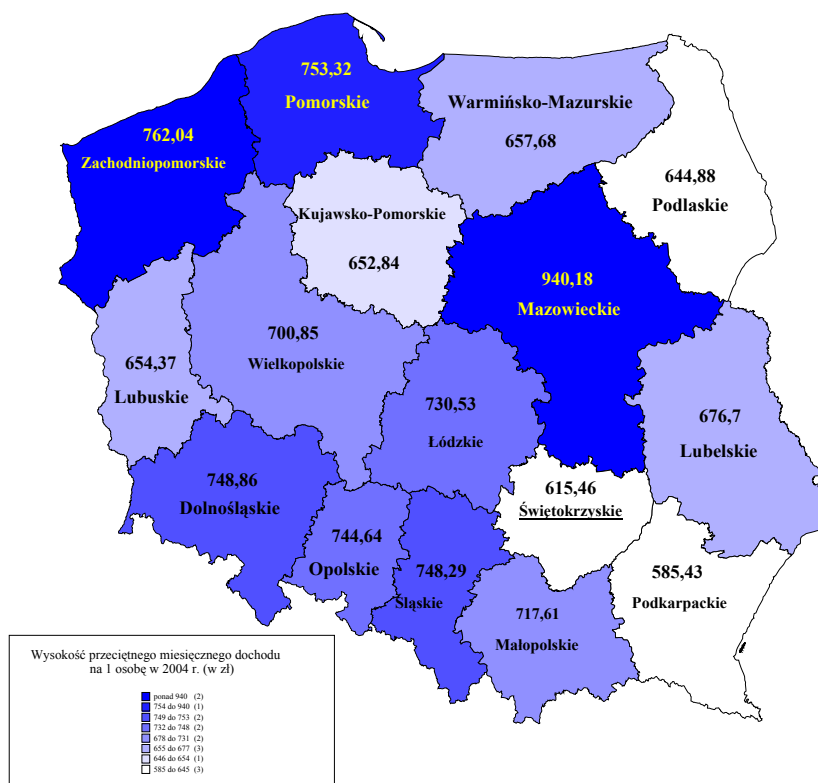 753,32
Pomorskie
Warmińsko-Mazurskie
657,68
762,04
Zachodniopomorskie
644,88
Podlaskie
Kujawsko-Pomorskie
652,84
940,18
Mazowieckie
700,85
Wielkopolskie
654,37
Lubuskie
730,53
Łódzkie
676,7
Lubelskie
748,86
Dolnośląskie
615,46
Świętokrzyskie
744,64
Opolskie
748,29
Śląskie
585,43
Podkarpackie
717,61
Małopolskie
Wysokość przeciętnego miesięcznego dochodu
na 1 osobę w 2004 r. (w zł)
ponad 940 (2)
754 do 940 (1)
749 do 753 (2)
732 do 748 (2)
678 do 731 (2)
655 do 677 (3)
646 do 654 (1)
585 do 645 (3)